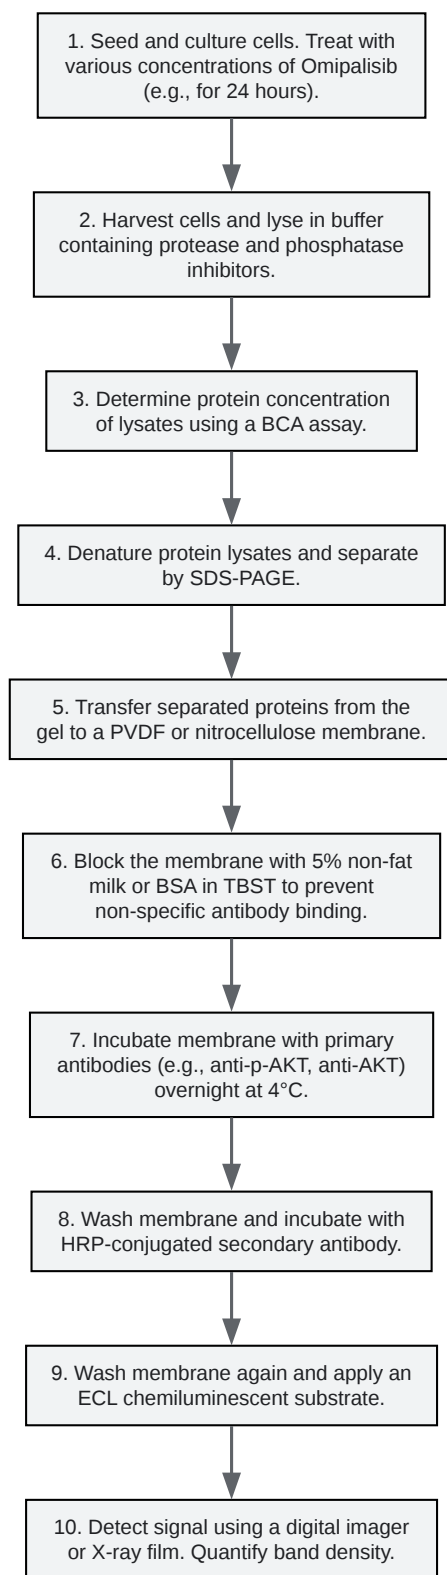 1. Seed and culture cells. Treat with
various concentrations of Omipalisib
(e.g., for 24 hours).
2. Harvest cells and lyse in buffer
containing protease and phosphatase
inhibitors.
3. Determine protein concentration
of lysates using a BCA assay.
4. Denature protein lysates and separate
by SDS-PAGE.
5. Transfer separated proteins from the
gel to a PVDF or nitrocellulose membrane.
6. Block the membrane with 5% non-fat
milk or BSA in TBST to prevent
non-specific antibody binding.
7. Incubate membrane with primary
antibodies (e.g., anti-p-AKT, anti-AKT)
overnight at 4°C.
8. Wash membrane and incubate with
HRP-conjugated secondary antibody.
9. Wash membrane again and apply an
ECL chemiluminescent substrate.
10. Detect signal using a digital imager
or X-ray film. Quantify band density.